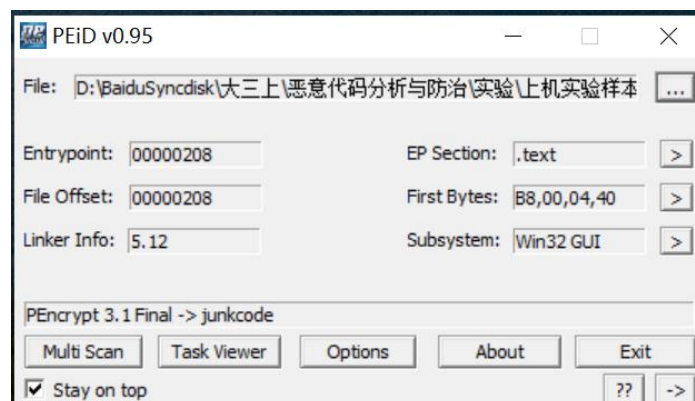 PEiD v0.95
File: D:\BaiduSyncdisk\大三上\恶意代码分析与防治\实验\上机实验样本 ...
Entrypoint: 00000208 EP Section: .text >
File Offset: 00000208 First Bytes: B8,00,04,40 >
Linker Info: 5.12 Subsystem: Win32 GUI >
PEncrypt 3.1 Final -> junkcode
Multi Scan Task Viewer Options About Exit
Stay on top ?? ->